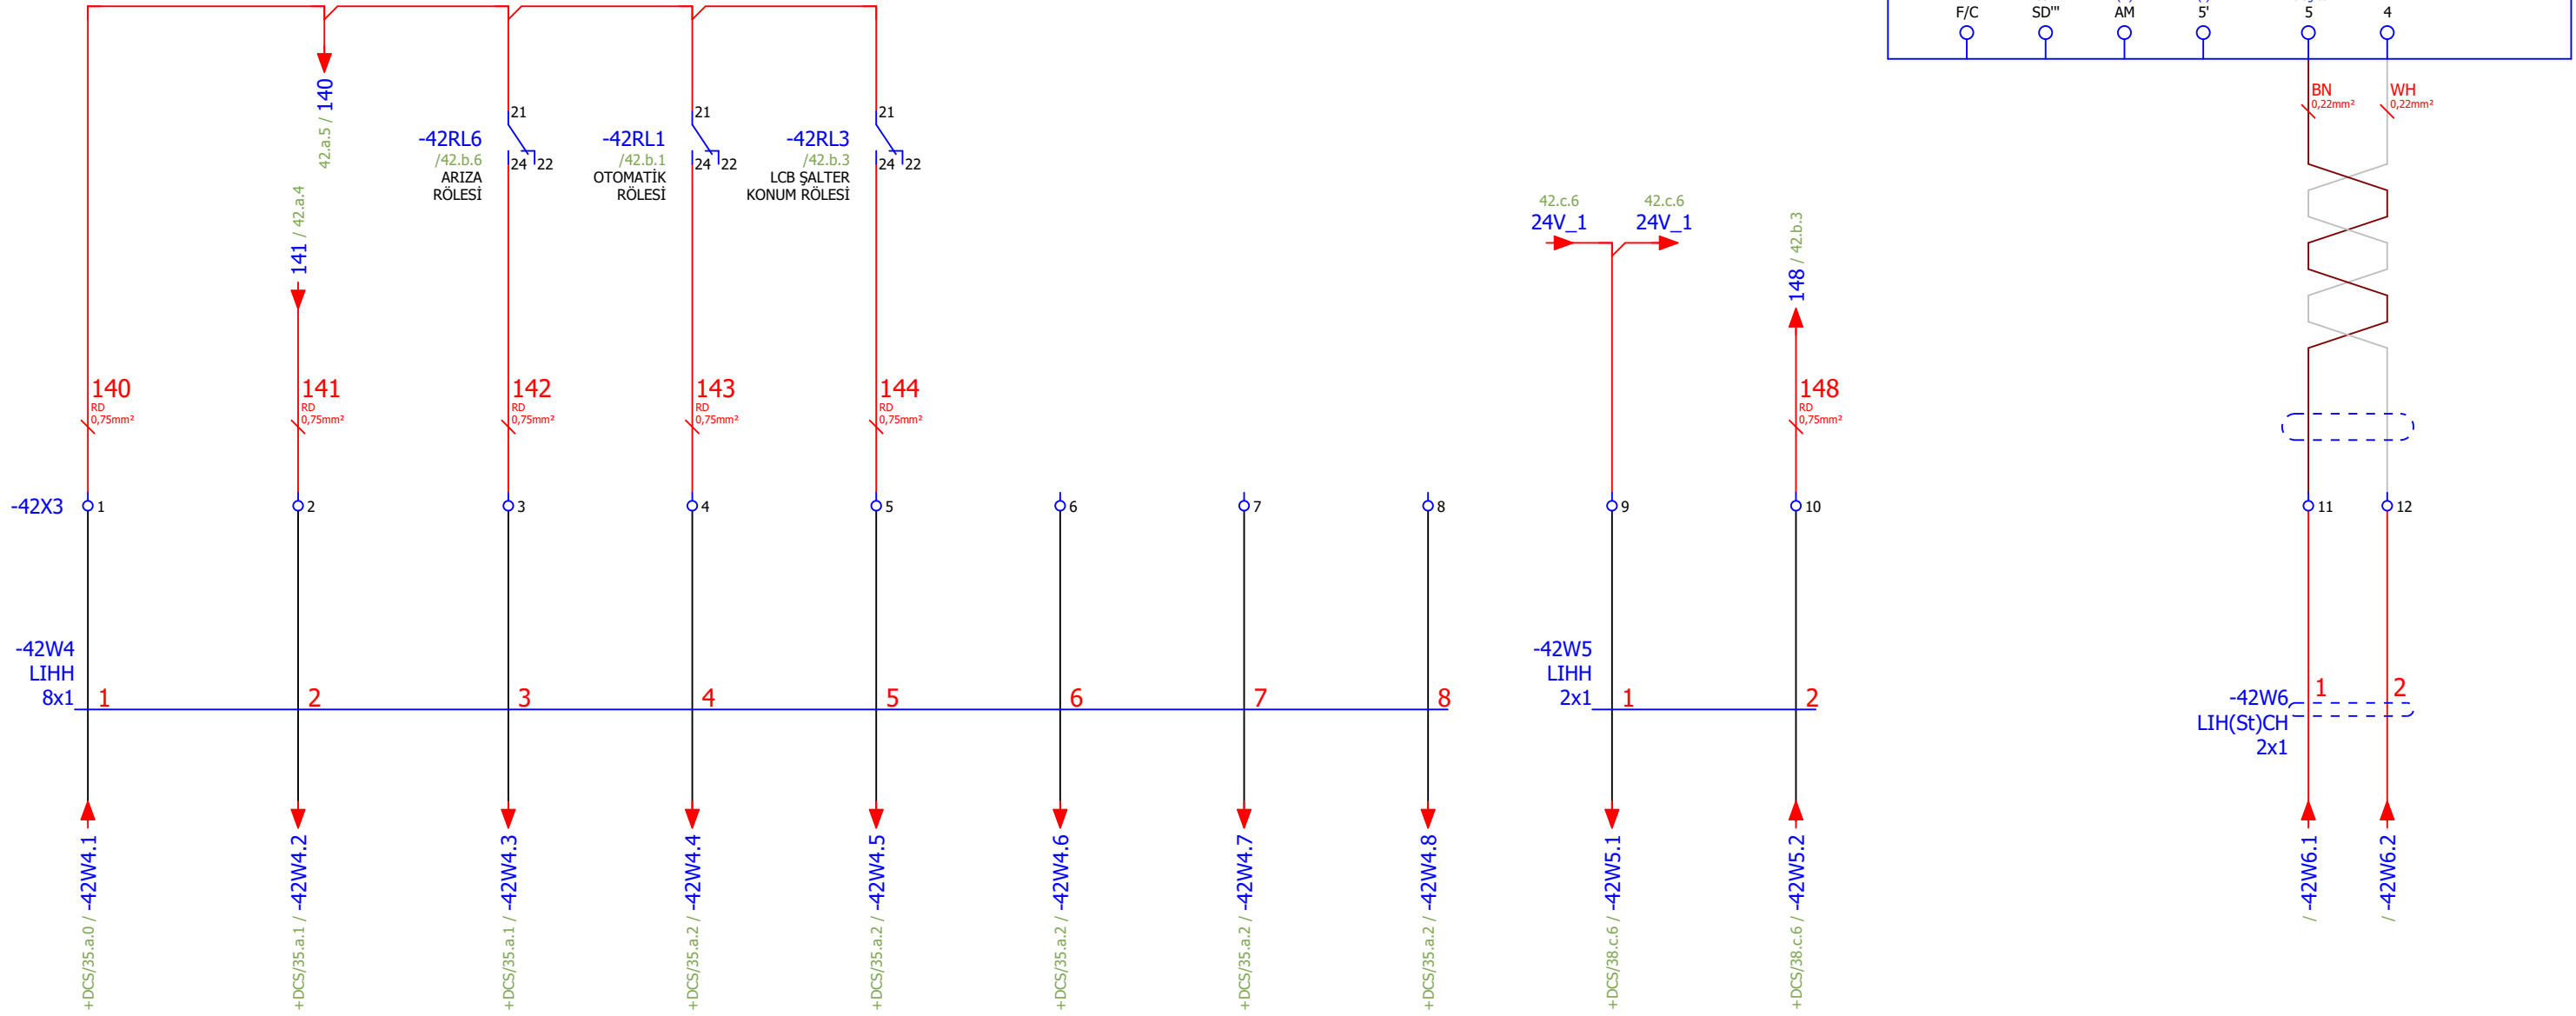 F/C
SD'''
AM
5'
5
4
BN
0,22mm²
WH
0,22mm²
42.a.5 / 140
141 / 42.a.4
21
-42RL6
/42.b.6
24
22
ARIZA
RÖLESİ
21
-42RL1
/42.b.1
24
22
OTOMATİK
RÖLESİ
21
-42RL3
/42.b.3
24
22
LCB ŞALTER
KONUM RÖLESİ
42.c.6
24V_1
42.c.6
24V_1
148 / 42.b.3
140
RD
0,75mm²
141
RD
0,75mm²
142
RD
0,75mm²
143
RD
0,75mm²
144
RD
0,75mm²
148
RD
0,75mm²
-42X3
1
2
3
4
5
6
7
8
9
10
11
12
-42W4
LIHH
8x1
1
2
3
4
5
6
7
8
-42W5
LIHH
2x1
1
2
-42W6
LIH(St)CH
2x1
1
2
+DCS/35.a.0 / -42W4.1
+DCS/35.a.1 / -42W4.2
+DCS/35.a.1 / -42W4.3
+DCS/35.a.2 / -42W4.4
+DCS/35.a.2 / -42W4.5
+DCS/35.a.2 / -42W4.6
+DCS/35.a.2 / -42W4.7
+DCS/35.a.2 / -42W4.8
+DCS/38.c.6 / -42W5.1
+DCS/38.c.6 / -42W5.2
/ -42W6.1
/ -42W6.2